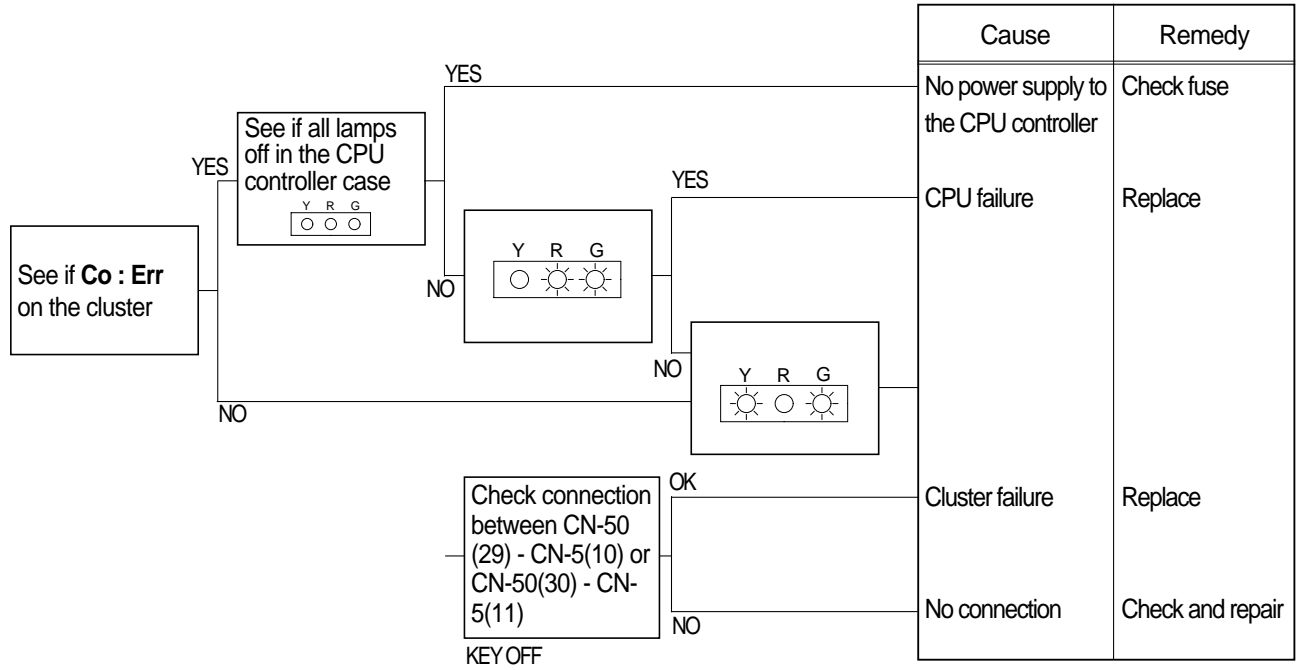 Cause
Remedy
YES
No power supply to
the CPU controller
Check fuse
See if all lamps
off in the CPU
controller case
Y R G
YES
YES
CPU failure
Replace
Y R G
NO
See if Co : Err
on the cluster
NO
Y R G
NO
Check connection
between CN-50
(29) - CN-5(10) or
CN-50(30) - CN-
5(11)
OK
Cluster failure
Replace
NO
No connection
Check and repair
KEY OFF